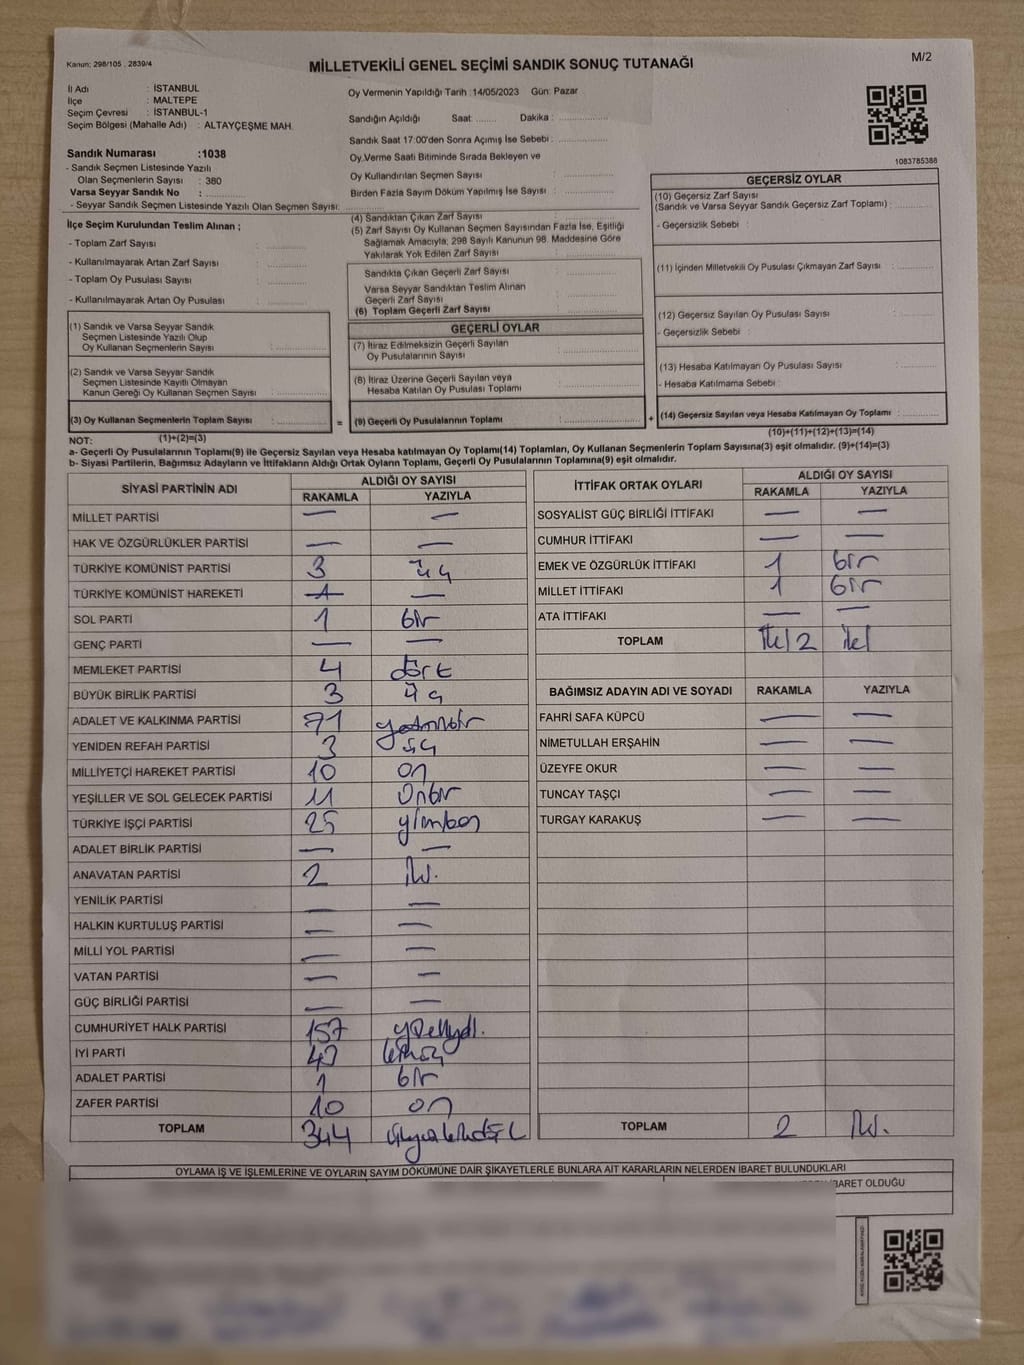 Kanun: 298/105 . 2839/4
M/2
MİLLETVEKİLİ GENEL SEÇİMİ SANDIK SONUÇ TUTANAĞI
İl Adı : İSTANBUL
İlçe : MALTEPE
Seçim Çevresi : İSTANBUL-1
Seçim Bölgesi (Mahalle Adı) : ALTAYÇEŞME MAH.
Sandık Numarası :1038
- Sandık Seçmen Listesinde Yazılı
Olan Seçmenlerin Sayısı : 380
Varsa Seyyar Sandık No :
- Seyyar Sandık Seçmen Listesinde Yazılı Olan Seçmen Sayısı:
Oy Vermenin Yapıldığı Tarih :14/05/2023 Gün: Pazar
Sandığın Açıldığı Saat: ....... Dakika : ..............
Sandık Saat 17:00'den Sonra Açımış İse Sebebi : ..............
Oy Verme Saati Bitiminde Sırada Bekleyen ve
Oy Kullandırılan Seçmen Sayısı : ..............
Birden Fazla Sayım Döküm Yapılmış İse Sayısı : ..............
1083785388
İlçe Seçim Kurulundan Teslim Alınan ;
- Toplam Zarf Sayısı :
- Kullanılmayarak Artan Zarf Sayısı :
- Toplam Oy Pusulası Sayısı :
- Kullanılmayarak Artan Oy Pusulası :
(4) Sandıktan Çıkan Zarf Sayısı
(5) Zarf Sayısı Oy Kullanan Seçmen Sayısından Fazla İse, Eşitliği
Sağlamak Amacıyla; 298 Sayılı Kanunun 98. Maddesine Göre
Yakılarak Yok Edilen Zarf Sayısı
Sandıkta Çıkan Geçerli Zarf Sayısı :
Varsa Seyyar Sandıktan Teslim Alınan
Geçerli Zarf Sayısı :
(6) Toplam Geçerli Zarf Sayısı :
GEÇERSİZ OYLAR
(10) Geçersiz Zarf Sayısı
(Sandık ve Varsa Seyyar Sandık Geçersiz Zarf Toplamı) :
- Geçersizlik Sebebi :
(11) İçinden Milletvekili Oy Pusulası Çıkmayan Zarf Sayısı :
(12) Geçersiz Sayılan Oy Pusulası Sayısı :
- Geçersizlik Sebebi :
(13) Hesaba Katılmayan Oy Pusulası Sayısı :
- Hesaba Katılmama Sebebi :
(14) Geçersiz Sayılan veya Hesaba Katılmayan Oy Toplamı :
(1) Sandık ve Varsa Seyyar Sandık
Seçmen Listesinde Yazılı Olup
Oy Kullanan Seçmenlerin Sayısı :
(2) Sandık ve Varsa Seyyar Sandık
Seçmen Listesinde Kayıtlı Olmayan
Kanun Gereği Oy Kullanan Seçmen Sayısı :
(3) Oy Kullanan Seçmenlerin Toplam Sayısı :
=
GEÇERLİ OYLAR
(7) İtiraz Edilmeksizin Geçerli Sayılan
Oy Pusulalarının Sayısı :
(8) İtiraz Üzerine Geçerli Sayılan veya
Hesaba Katılan Oy Pusulası Toplamı :
(9) Geçerli Oy Pusulalarının Toplamı :
+
NOT: (1)+(2)=(3)
(10)+(11)+(12)+(13)=(14)
a- Geçerli Oy Pusulalarının Toplamı(9) ile Geçersiz Sayılan veya Hesaba katılmayan Oy Toplamı(14) Toplamları, Oy Kullanan Seçmenlerin Toplam Sayısına(3) eşit olmalıdır. (9)+(14)=(3)
b- Siyasi Partilerin, Bağımsız Adayların ve İttifakların Aldığı Ortak Oyların Toplamı, Geçerli Oy Pusulalarının Toplamına(9) eşit olmalıdır.
SİYASİ PARTİNİN ADI ALDIĞI OY SAYISI
RAKAMLA YAZIYLA
MİLLET PARTİSİ — —
HAK VE ÖZGÜRLÜKLER PARTİSİ — —
TÜRKİYE KOMÜNİST PARTİSİ 3 üç
TÜRKİYE KOMÜNİST HAREKETİ —
SOL PARTİ 1 bir
GENÇ PARTİ — —
MEMLEKET PARTİSİ 4 dört
BÜYÜK BİRLİK PARTİSİ 3 üç
ADALET VE KALKINMA PARTİSİ 71 yetmişbir
YENİDEN REFAH PARTİSİ 3 üç
MİLLİYETÇİ HAREKET PARTİSİ 10 on
YEŞİLLER VE SOL GELECEK PARTİSİ 11 onbir
TÜRKİYE İŞÇİ PARTİSİ 25 yirmibeş
ADALET BİRLİK PARTİSİ — —
ANAVATAN PARTİSİ 2 iki.
YENİLİK PARTİSİ — —
HALKIN KURTULUŞ PARTİSİ — —
MİLLİ YOL PARTİSİ — —
VATAN PARTİSİ — —
GÜÇ BİRLİĞİ PARTİSİ — —
CUMHURİYET HALK PARTİSİ 157 yüzelliyedi.
İYİ PARTİ
ADALET PARTİSİ 1 bir
ZAFER PARTİSİ 10 on
TOPLAM 344 üçyüzkırkdört
İTTİFAK ORTAK OYLARI ALDIĞI OY SAYISI
RAKAMLA YAZIYLA
SOSYALİST GÜÇ BİRLİĞİ İTTİFAKI — —
CUMHUR İTTİFAKI — —
EMEK VE ÖZGÜRLÜK İTTİFAKI 1 bir
MİLLET İTTİFAKI 1 bir
ATA İTTİFAKI — —
TOPLAM iki 2 iki
BAĞIMSIZ ADAYIN ADI VE SOYADI RAKAMLA YAZIYLA
FAHRİ SAFA KÜPCÜ — —
NİMETULLAH ERŞAHİN — —
ÜZEYFE OKUR — —
TUNCAY TAŞÇI — —
TURGAY KARAKUŞ — —
TOPLAM 2 iki.
OYLAMA İŞ VE İŞLEMLERİNE VE OYLARIN SAYIM DÖKÜMÜNE DAİR ŞİKAYETLERLE BUNLARA AİT KARARLARIN NELERDEN İBARET BULUNDUKLARI
İBARET OLDUĞU